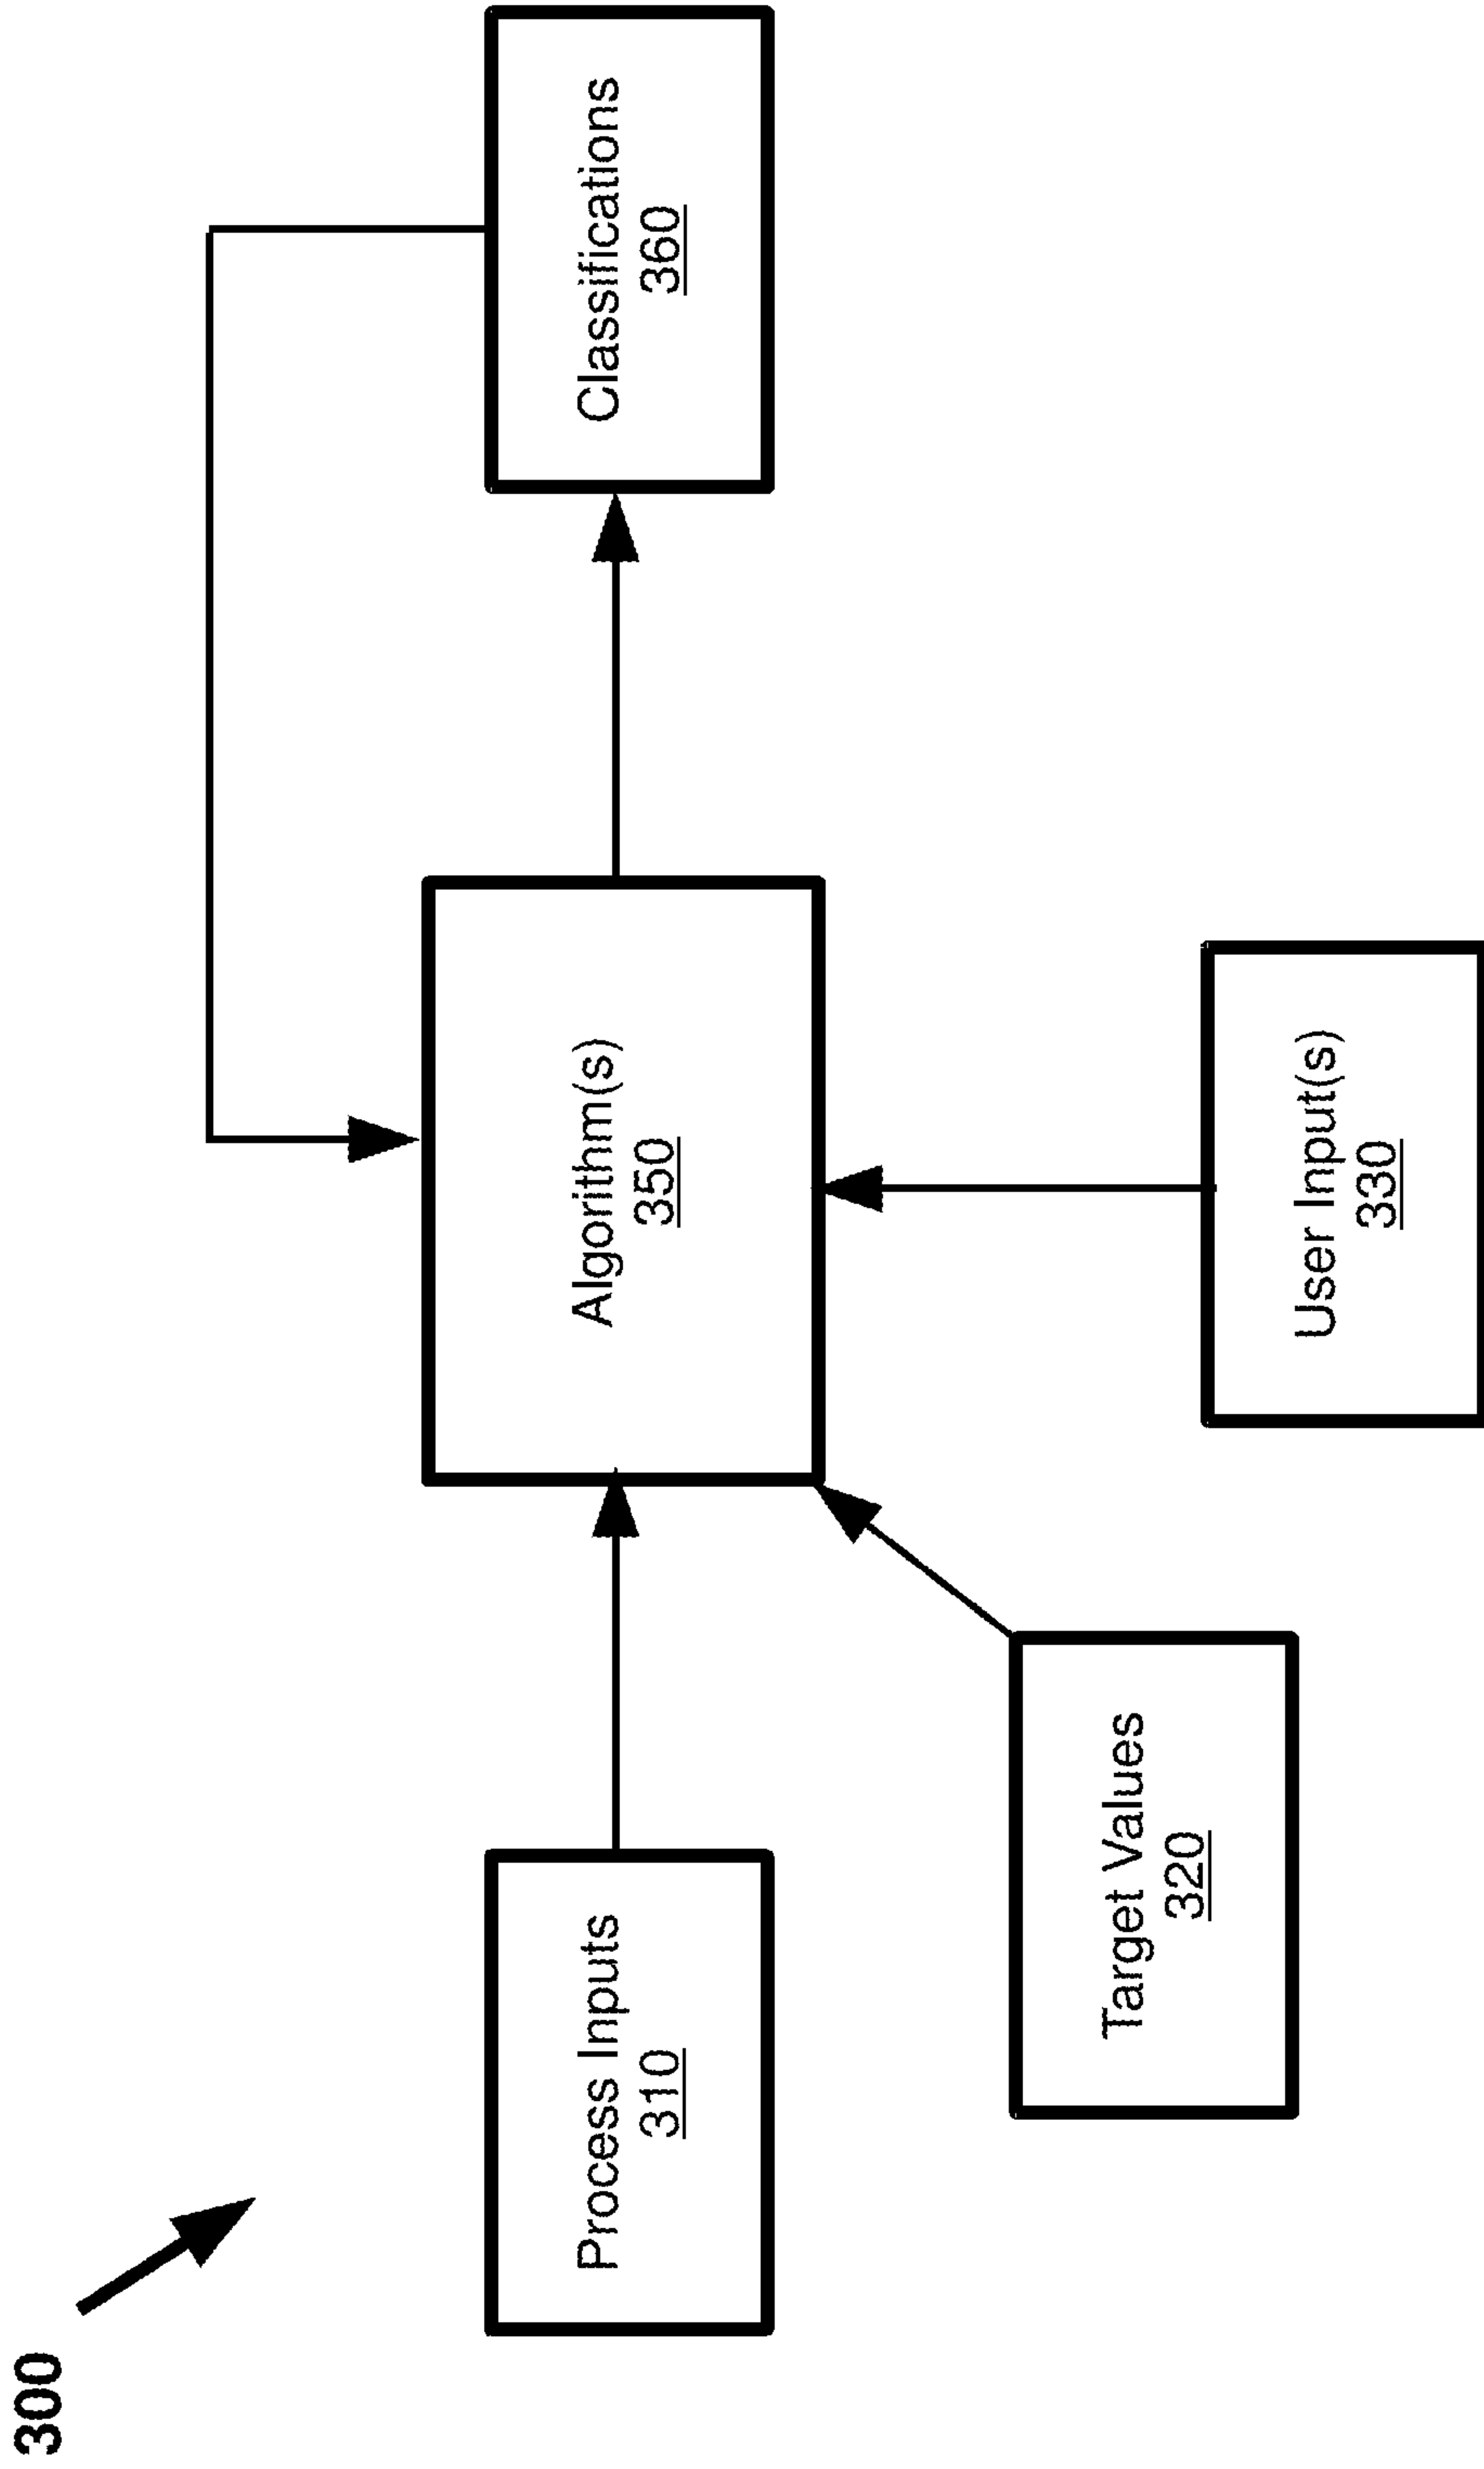 300
Process Inputs
310
Algorithm(s)
350
Classifications
360
Target Values
320
User Input(s)
330